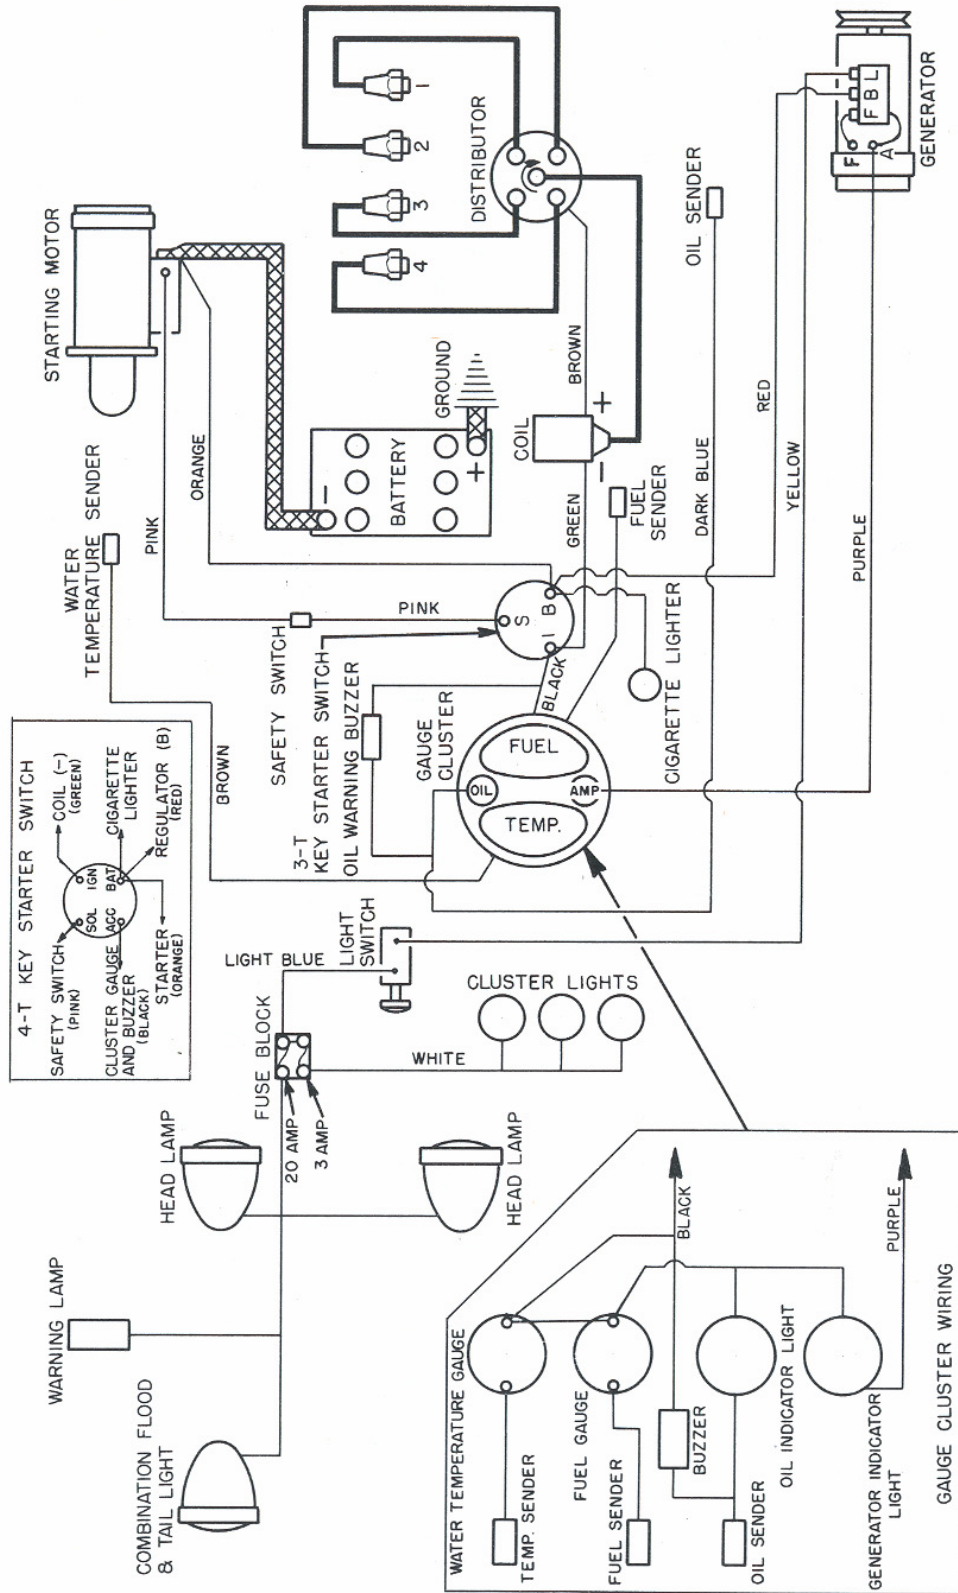 STARTING MOTOR
1
2
3
4
DISTRIBUTOR
GENERATOR
F B L
F
A
OIL SENDER
WATER
TEMPERATURE SENDER
PINK
ORANGE
BATTERY
-
+
GROUND
COIL
+
-
BROWN
GREEN
FUEL
SENDER
DARK BLUE
RED
YELLOW
PURPLE
4-T KEY STARTER SWITCH
COIL (-)
(GREEN)
CIGARETTE
LIGHTER
REGULATOR (B)
(RED)
IGN
BAT
SOL
ACC
SAFETY SWITCH
(PINK)
CLUSTER GAUGE
AND BUZZER
(BLACK)
STARTER
(ORANGE)
BROWN
SAFETY SWITCH
PINK
3-T
KEY STARTER SWITCH
S
B
I
OIL WARNING BUZZER
BLACK
GAUGE
CLUSTER
FUEL
OIL
AMP
TEMP.
CIGARETTE LIGHTER
LIGHT BLUE
LIGHT
SWITCH
FUSE BLOCK
20 AMP
3 AMP
WHITE
CLUSTER LIGHTS
HEAD LAMP
HEAD LAMP
WARNING LAMP
COMBINATION FLOOD
& TAIL LIGHT
WATER TEMPERATURE GAUGE
TEMP. SENDER
FUEL GAUGE
FUEL SENDER
BUZZER
BLACK
OIL INDICATOR LIGHT
OIL SENDER
GENERATOR INDICATOR
LIGHT
PURPLE
GAUGE CLUSTER WIRING